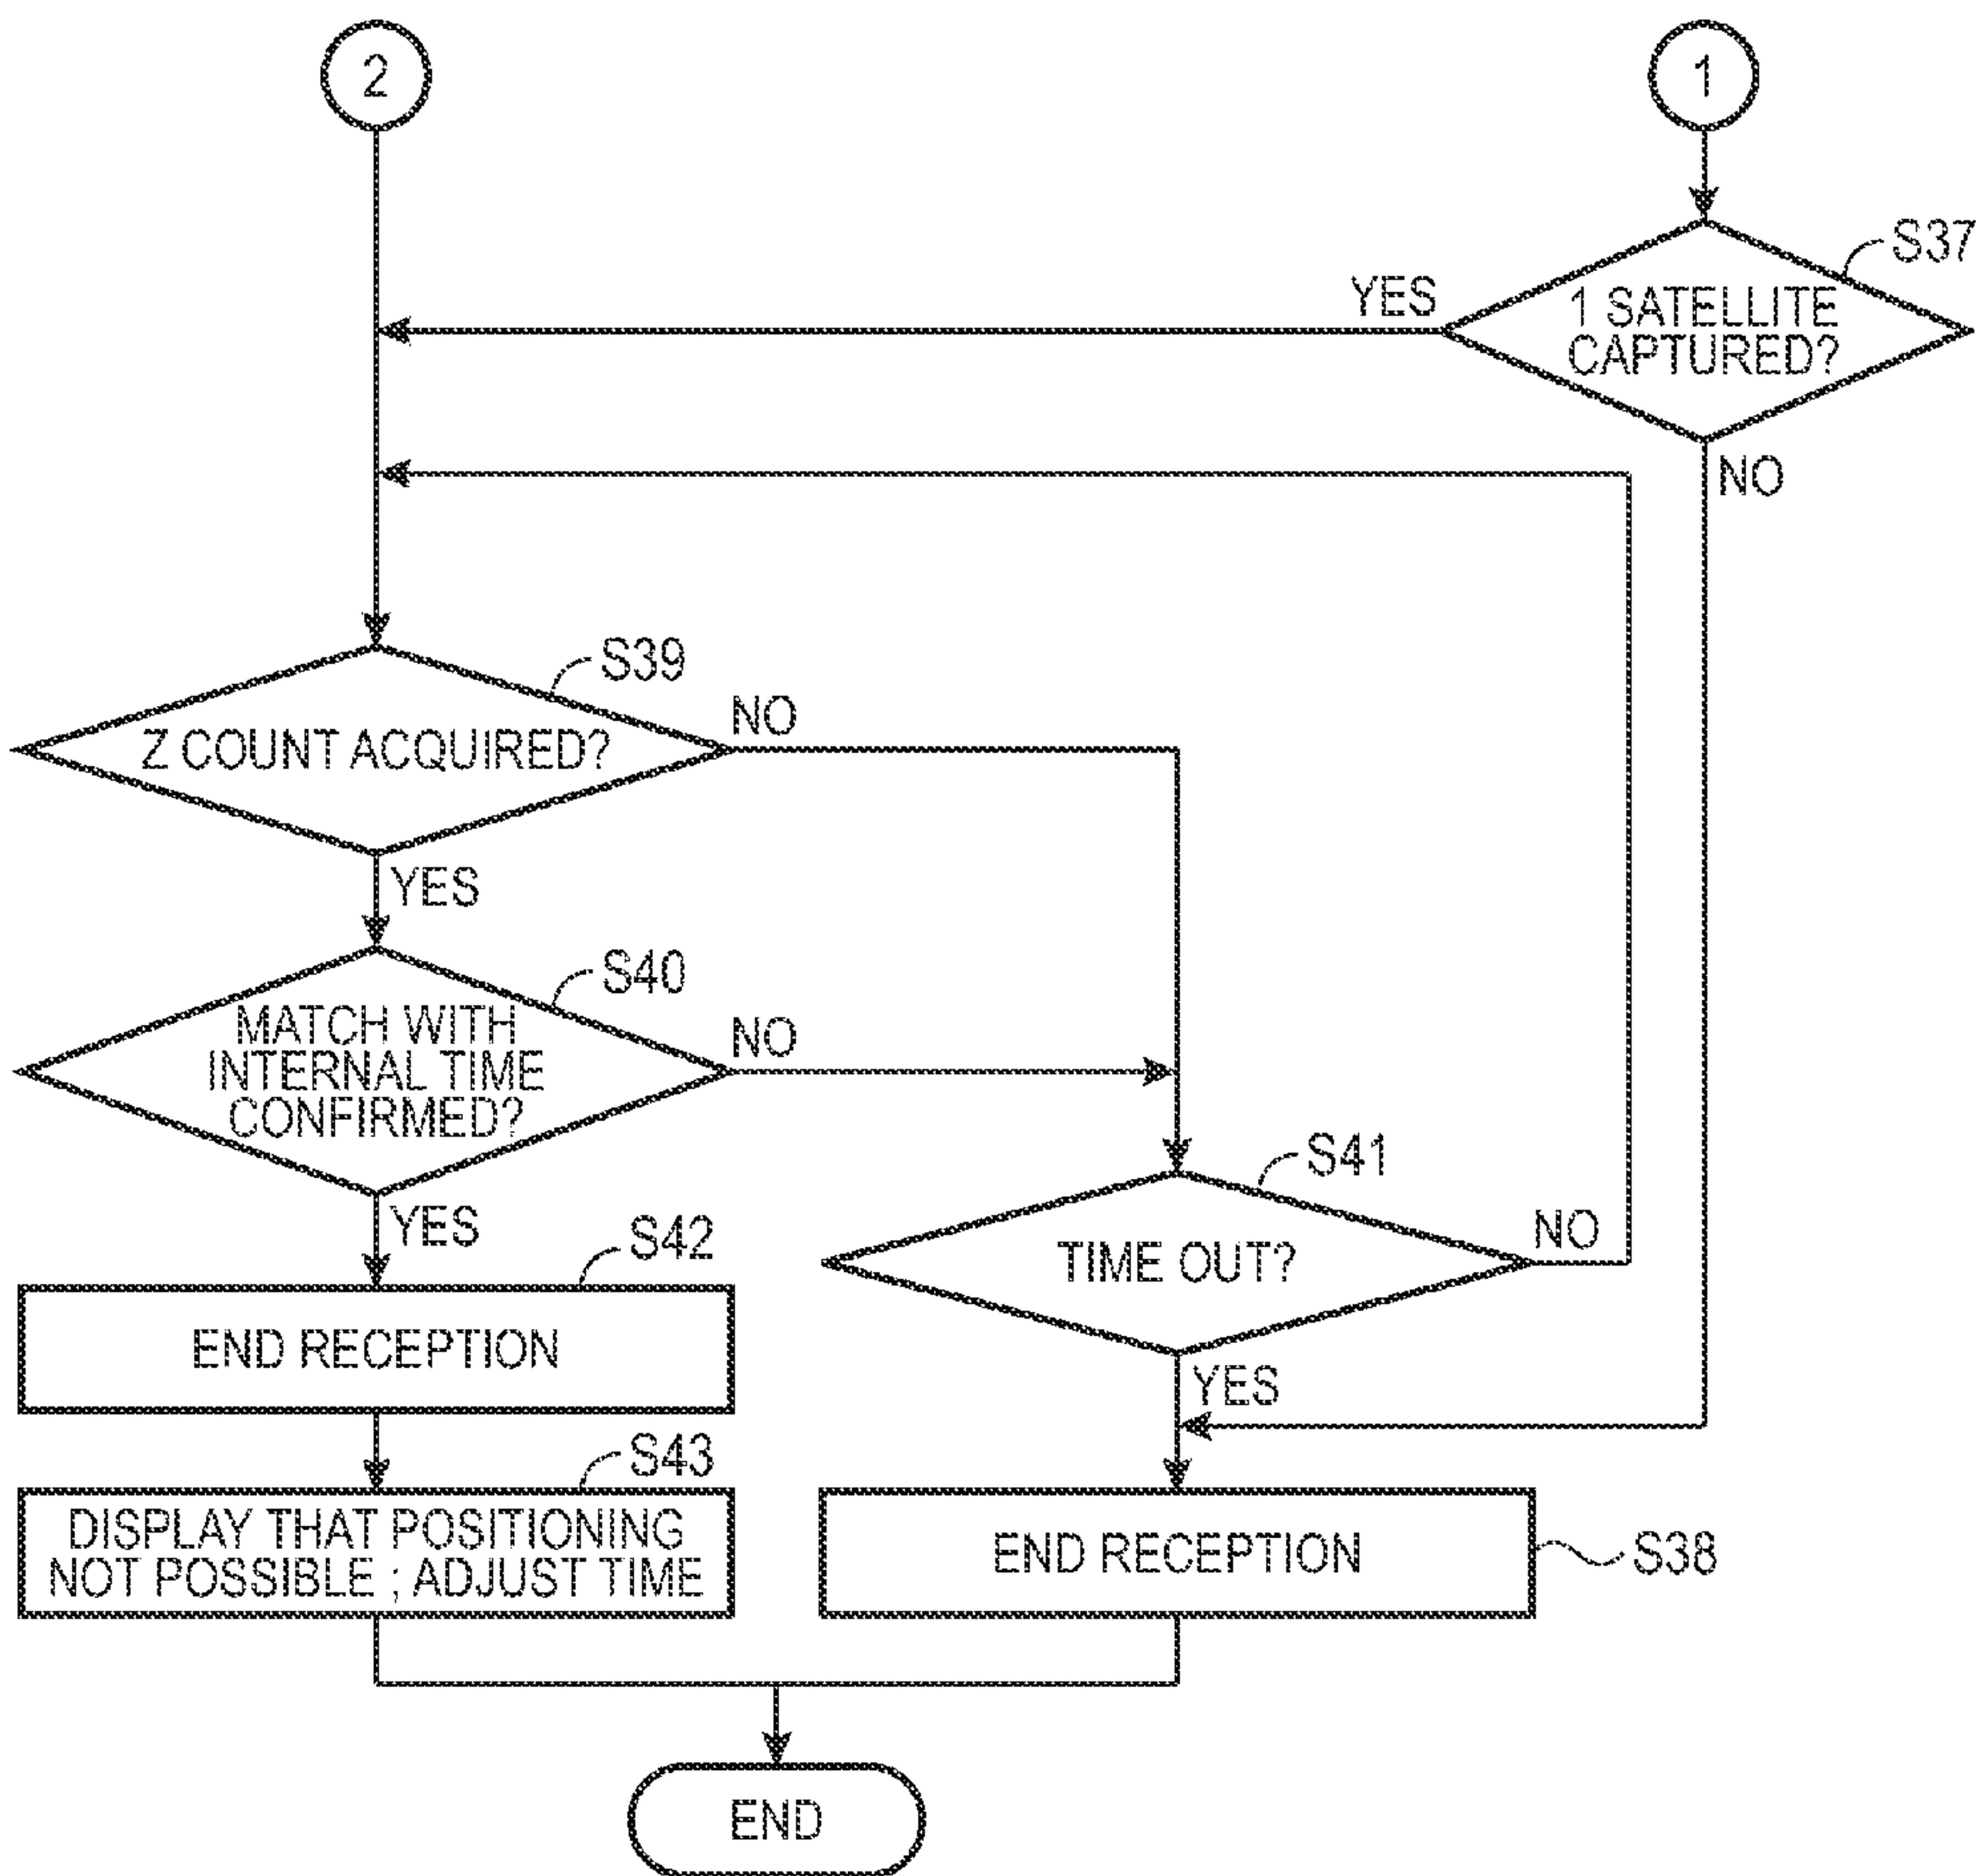 2
1
S37
YES
1 SATELLITE
CAPTURED?
NO
S39
NO
Z COUNT ACQUIRED?
YES
S40
MATCH WITH
INTERNAL TIME
CONFIRMED?
NO
S41
YES
NO
TIME OUT?
S42
END RECEPTION
YES
S43
DISPLAY THAT POSITIONING
NOT POSSIBLE ; ADJUST TIME
END RECEPTION
S38
END